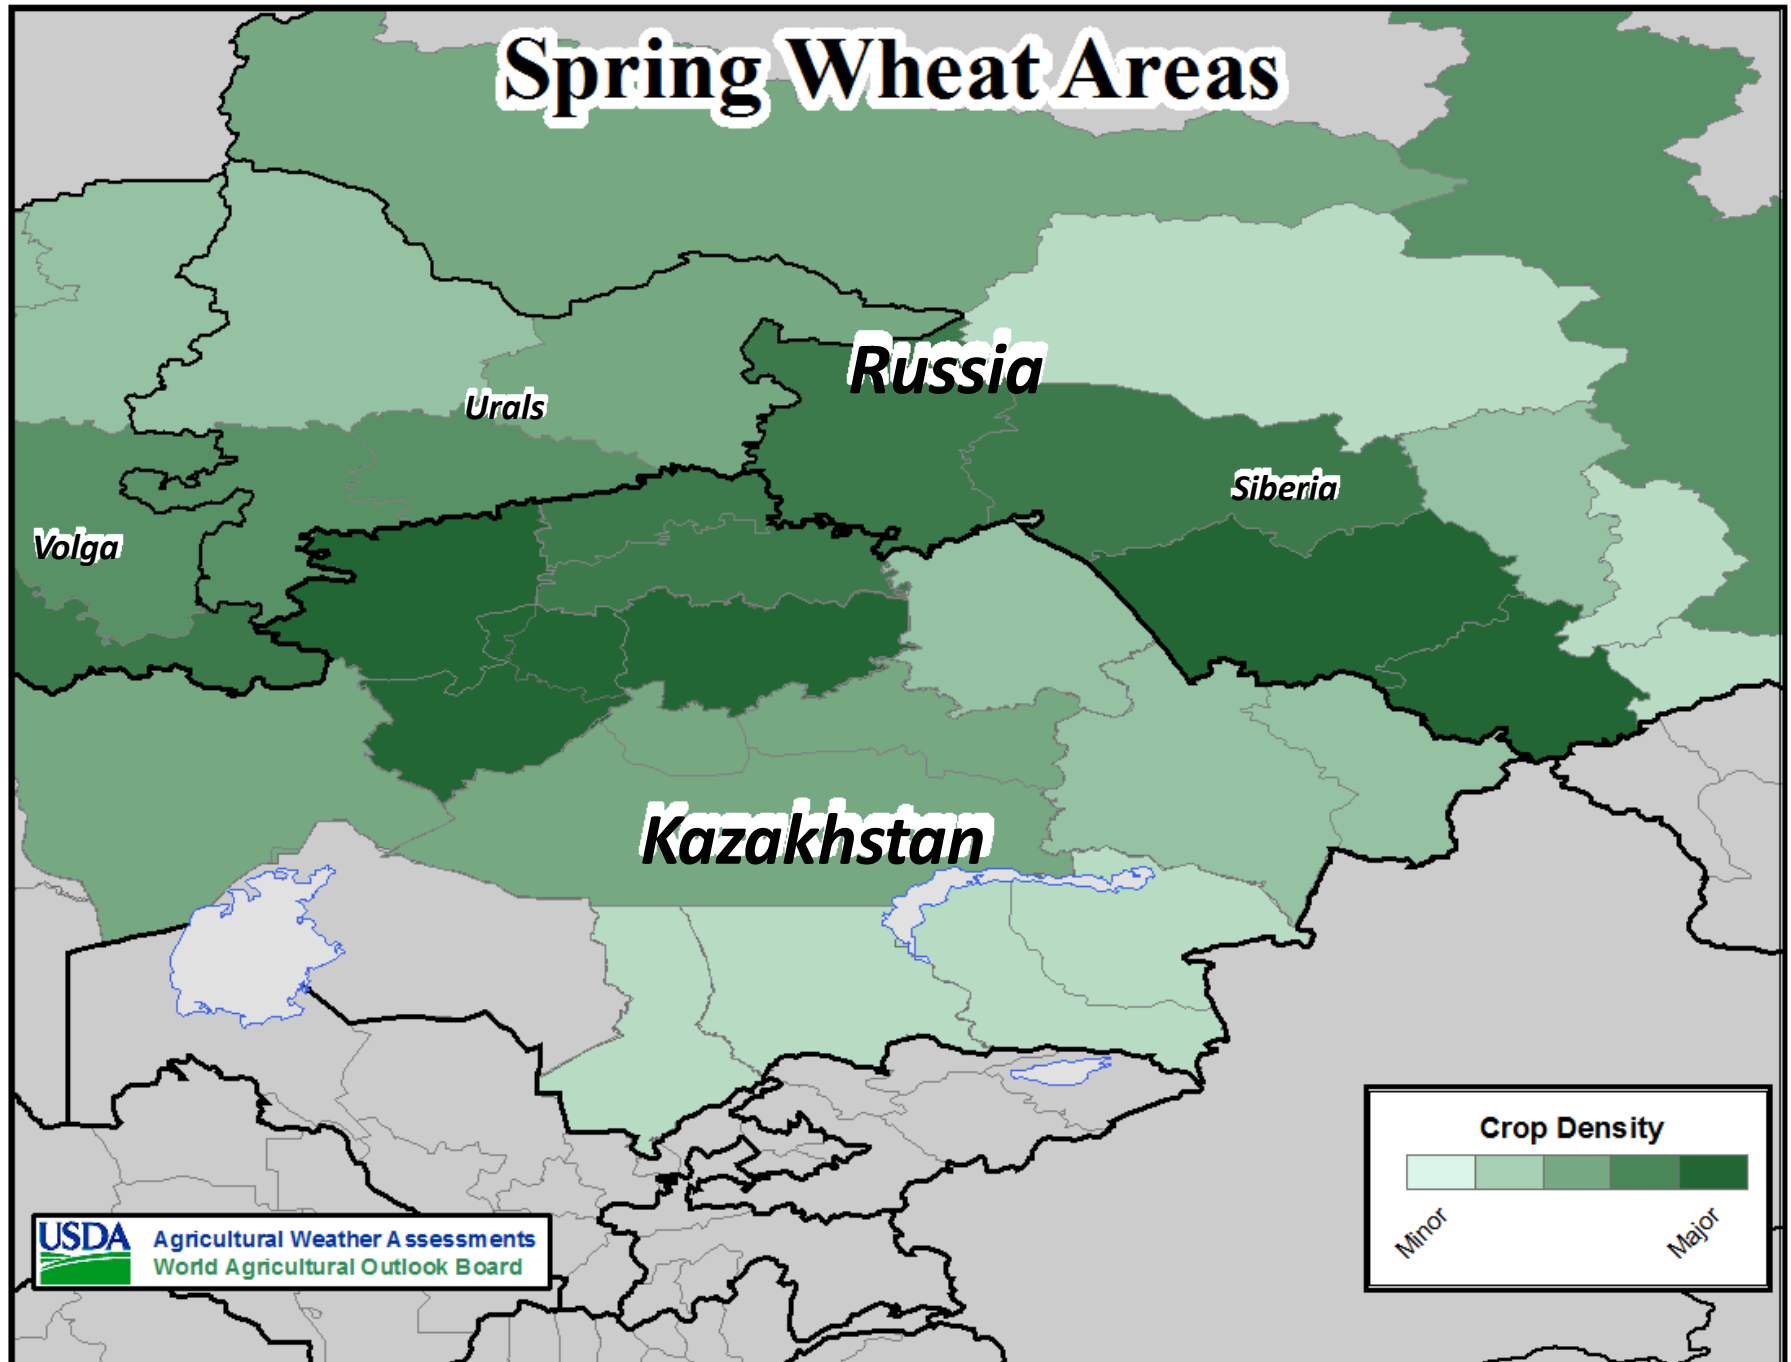 Spring Wheat Areas
Russia
Urals
Siberia
Volga
Kazakhstan
Crop Density
Minor
Major
USDA
Agricultural Weather Assessments
World Agricultural Outlook Board